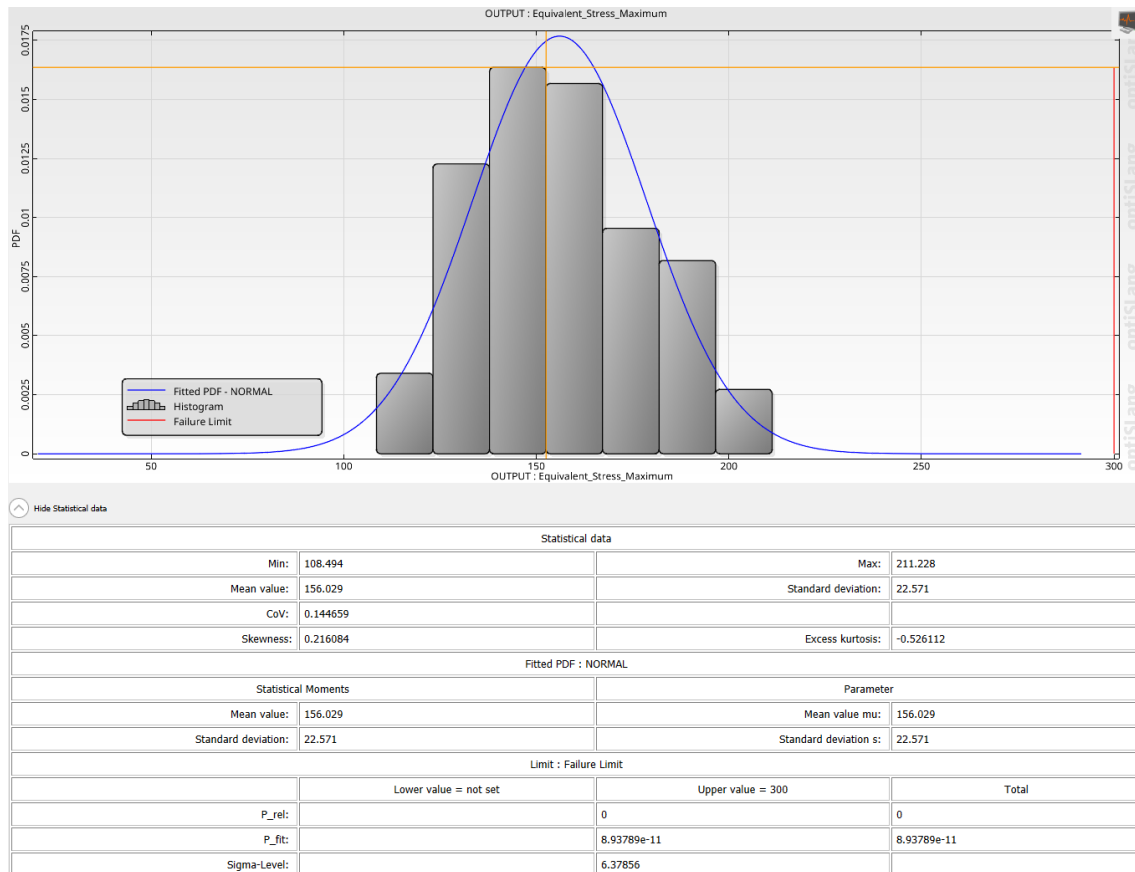 OUTPUT : Equivalent_Stress_Maximum
0.0175
0.015
0.0125
0.01
0.0075
0.005
0.0025
0
PDF
Fitted PDF - NORMAL
Histogram
Failure Limit
50
100
150
200
250
300
OUTPUT : Equivalent_Stress_Maximum
optiSLang
optiSLang
optiSLang
optiSLang
Hide Statistical data
Statistical data
Min: 108.494 Max: 211.228
Mean value: 156.029 Standard deviation: 22.571
CoV: 0.144659
Skewness: 0.216084 Excess kurtosis: -0.526112
Fitted PDF : NORMAL
Statistical Moments Parameter
Mean value: 156.029 Mean value mu: 156.029
Standard deviation: 22.571 Standard deviation s: 22.571
Limit : Failure Limit
Lower value = not set Upper value = 300 Total
P_rel: 0 0
P_fit: 8.93789e-11 8.93789e-11
Sigma-Level: 6.37856